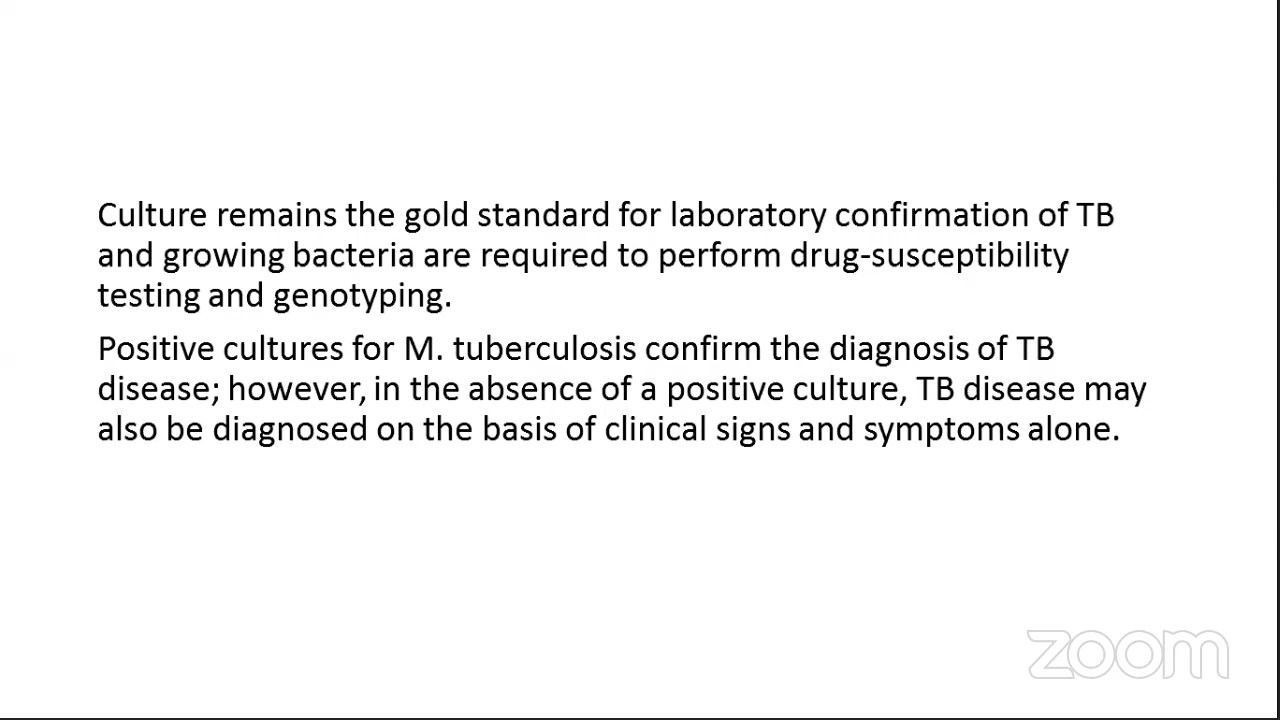 Culture remains the gold standard for laboratory confirmation of TB
and growing bacteria are required to perform drug-susceptibility
testing and genotyping.
Positive cultures for M. tuberculosis confirm the diagnosis of TB
disease; however, in the absence of a positive culture, TB disease may
also be diagnosed on the basis of clinical signs and symptoms alone.
zoom